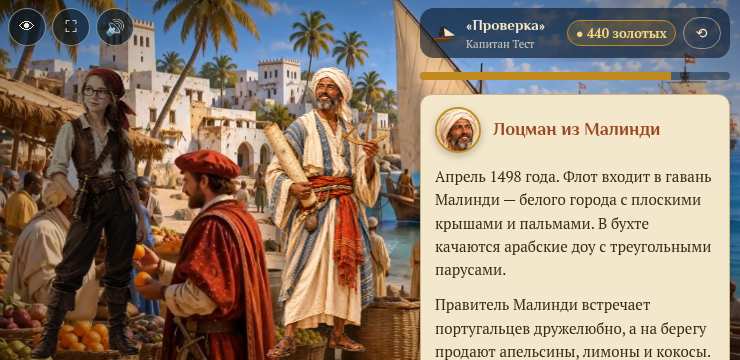 «Проверка»
Капитан Тест
440 золотых
Лоцман из Малинди
Апрель 1498 года. Флот входит в гавань
Малинди — белого города с плоскими
крышами и пальмами. В бухте
качаются арабские доу с треугольными
парусами.
Правитель Малинди встречает
португальцев дружелюбно, а на берегу
продают апельсины, лимоны и кокосы.